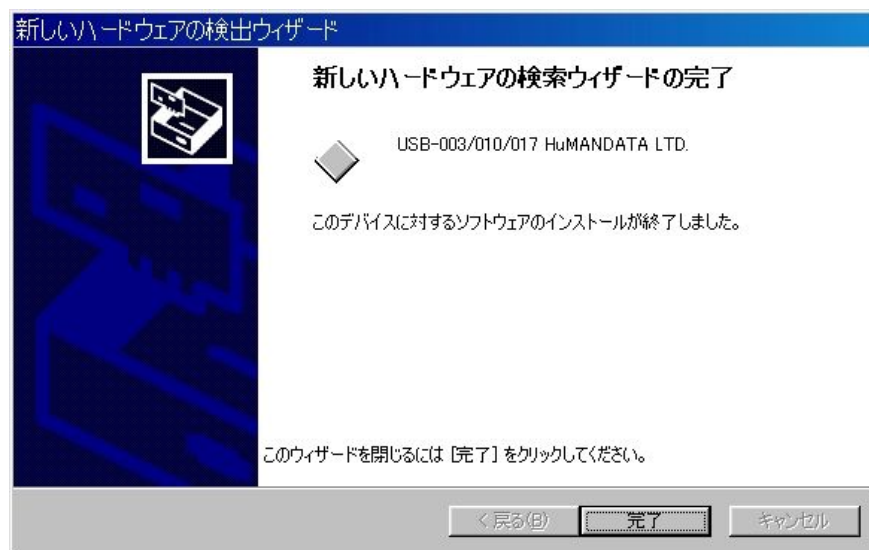 新しいハードウェアの検出ウィザード
新しいハードウェアの検索ウィザードの完了
USB-003/010/017 HuMANDATA LTD.
このデバイスに対するソフトウェアのインストールが終了しました。
このウィザードを閉じるには [完了] をクリックしてください。
< 戻る(B) 完了 キャンセル